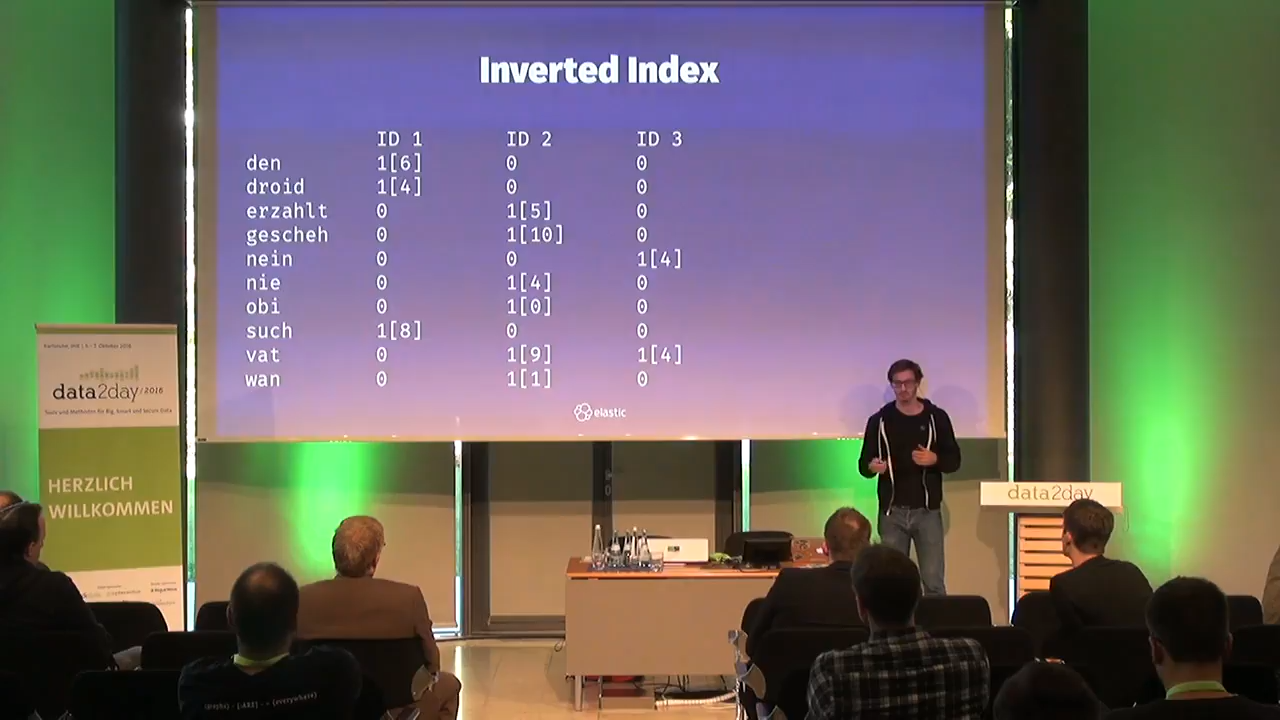 Inverted Index
ID 1 ID 2 ID 3
den 1[6] 0 0
droid 1[4] 0 0
erzahlt 0 1[5] 0
gescheh 0 1[10] 0
nein 0 0 1[4]
nie 0 1[4] 0
obi 0 1[0] 0
such 1[8] 0 0
vat 0 1[9] 1[4]
wan 0 1[1] 0
elastic
data2day/2016
HERZLICH
WILLKOMMEN
data2day